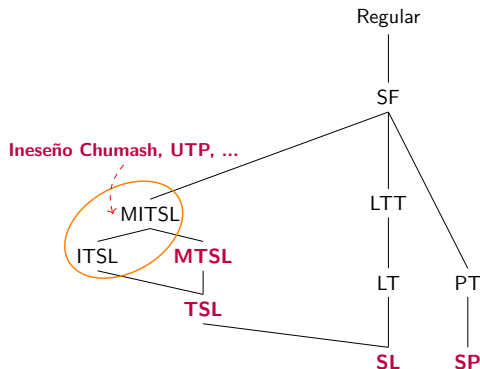 Regular
SF
Ineseño Chumash, UTP, ...
MITSL
LTT
ITSL
MTSL
LT
PT
TSL
SL
SP